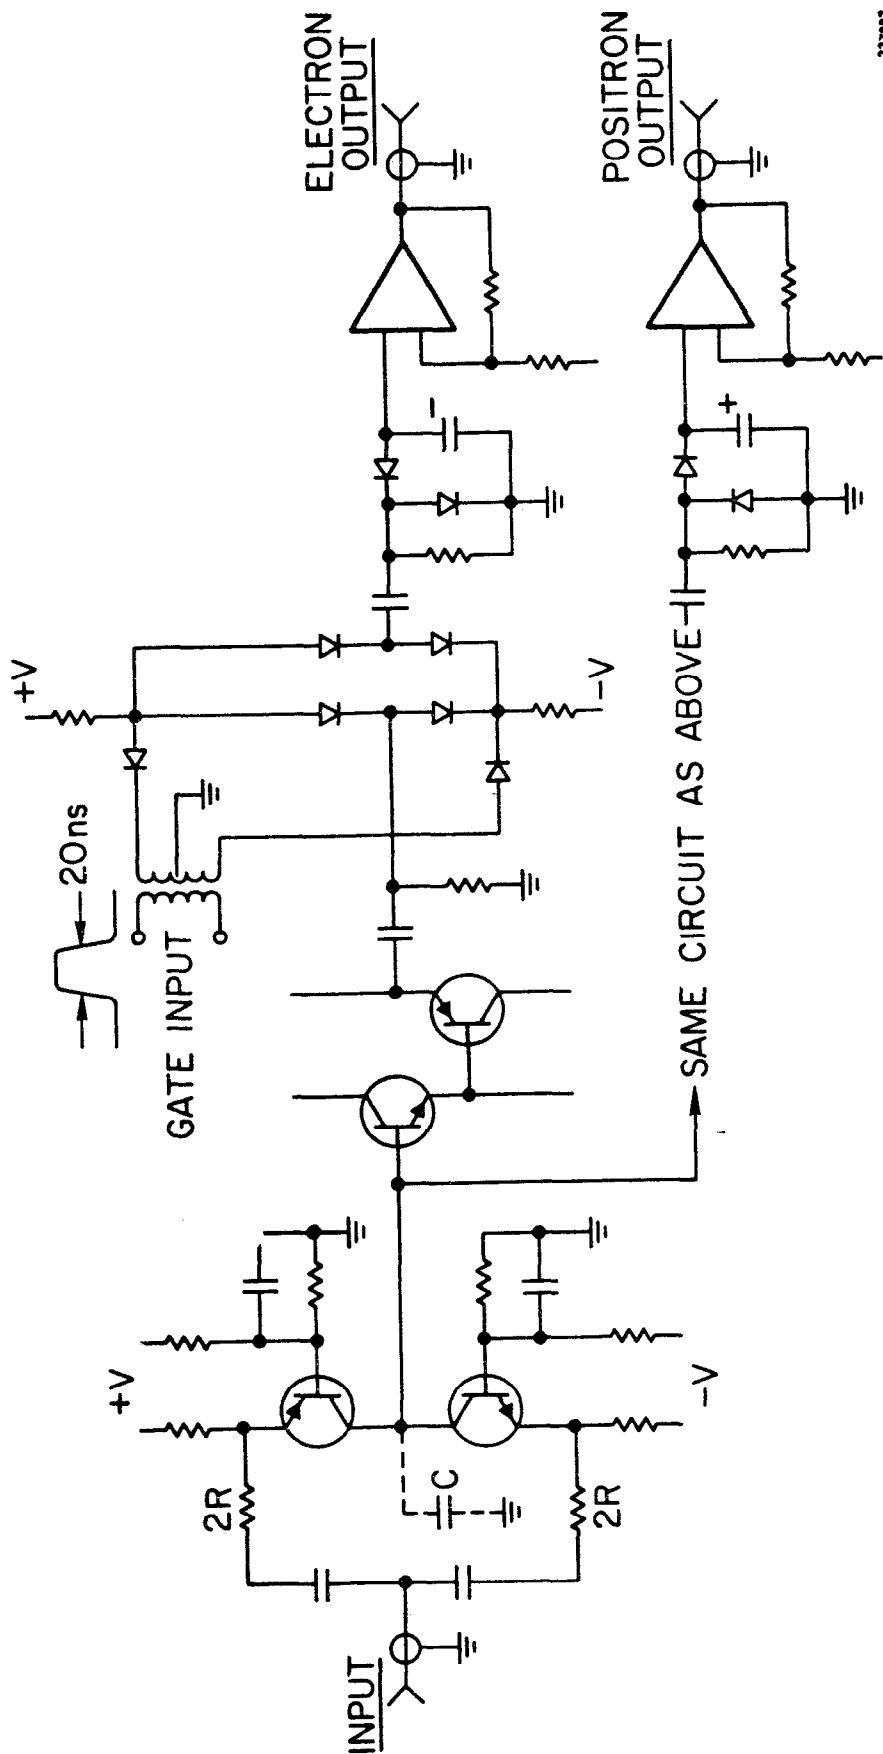 INPUT
2R
2R
C
+V
-V
GATE INPUT
20ns
+V
-V
SAME CIRCUIT AS ABOVE
-
+
ELECTRON
OUTPUT
POSITRON
OUTPUT